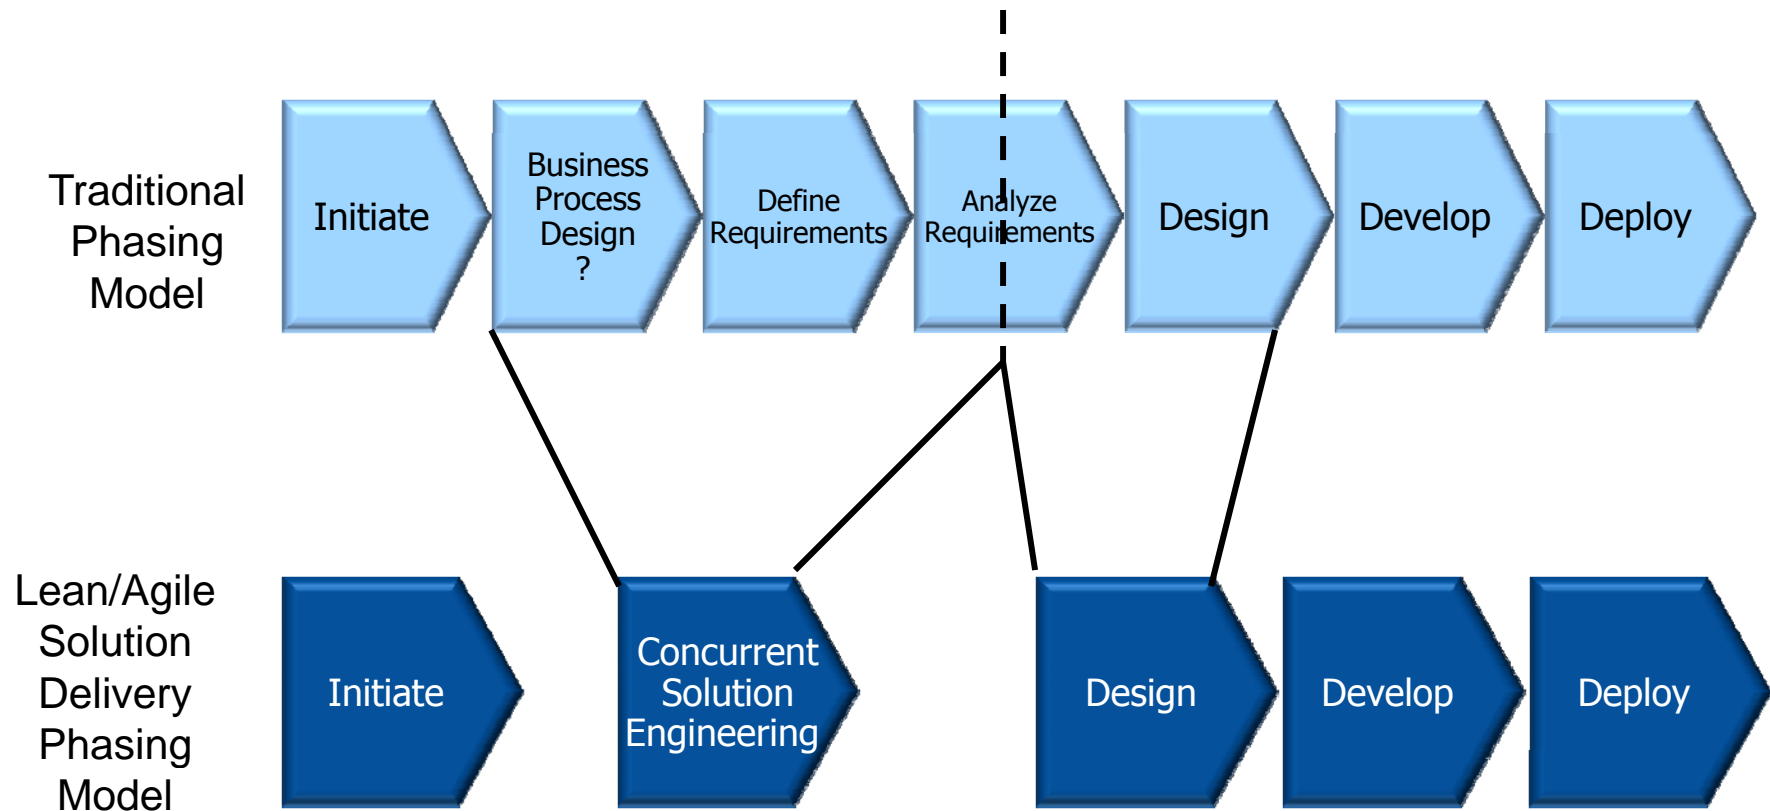 Traditional
Phasing
Model
Initiate
Business
Process
Design
?
Define
Requirements
Analyze
Requirements
Design
Develop
Deploy
Lean/Agile
Solution
Delivery
Phasing
Model
Initiate
Concurrent
Solution
Engineering
Design
Develop
Deploy